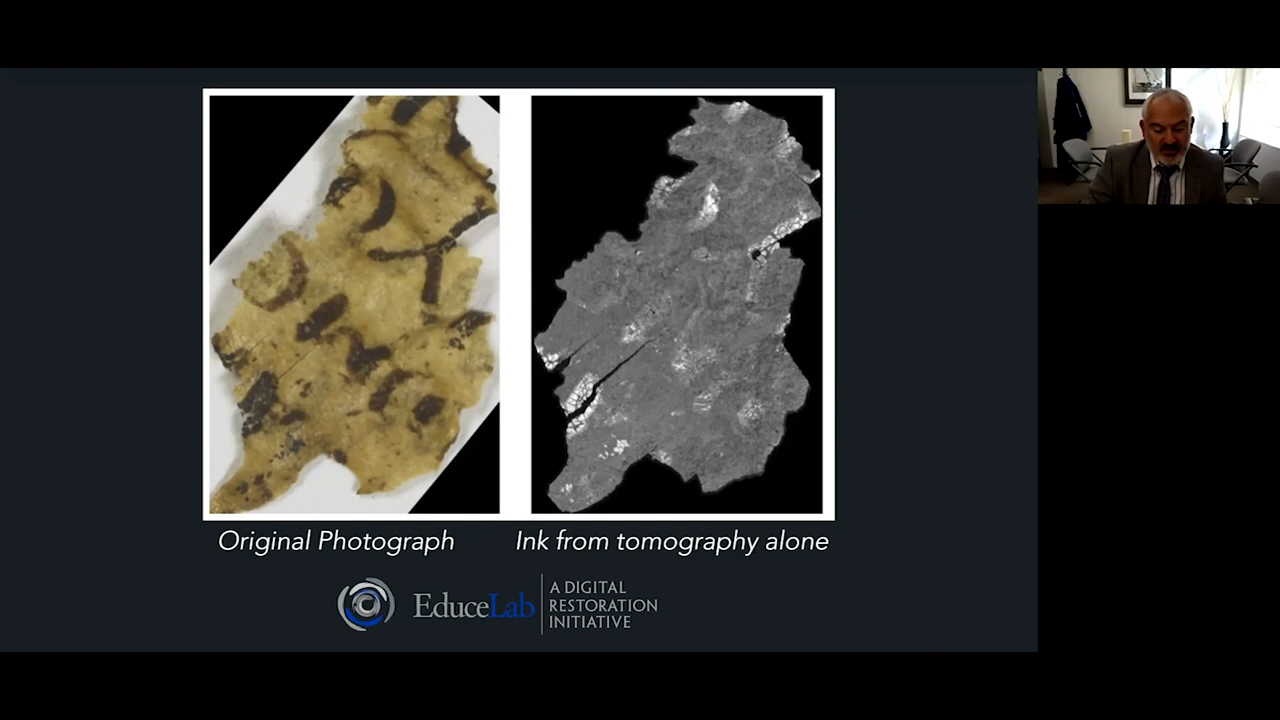 Original Photograph
Ink from tomography alone
EduceLab
A DIGITAL
RESTORATION
INITIATIVE